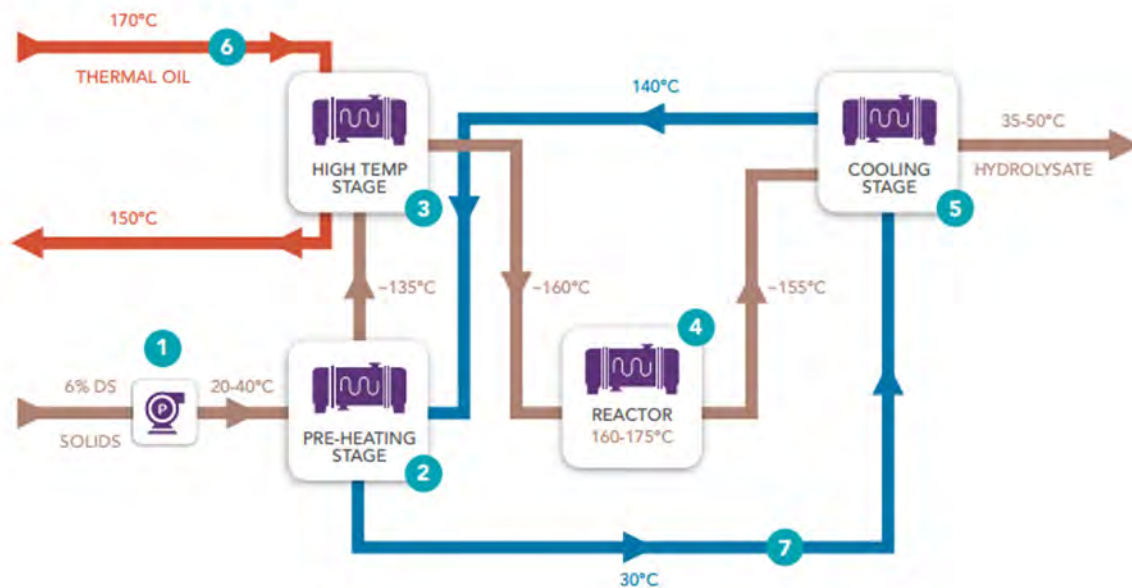 170°C
6
THERMAL OIL
140°C
HIGH TEMP
STAGE
3
COOLING
STAGE
5
35-50°C
HYDROLYSATE
150°C
~135°C
~160°C
~155°C
1
6% DS
SOLIDS
P
20-40°C
PRE-HEATING
STAGE
2
4
REACTOR
160-175°C
7
30°C